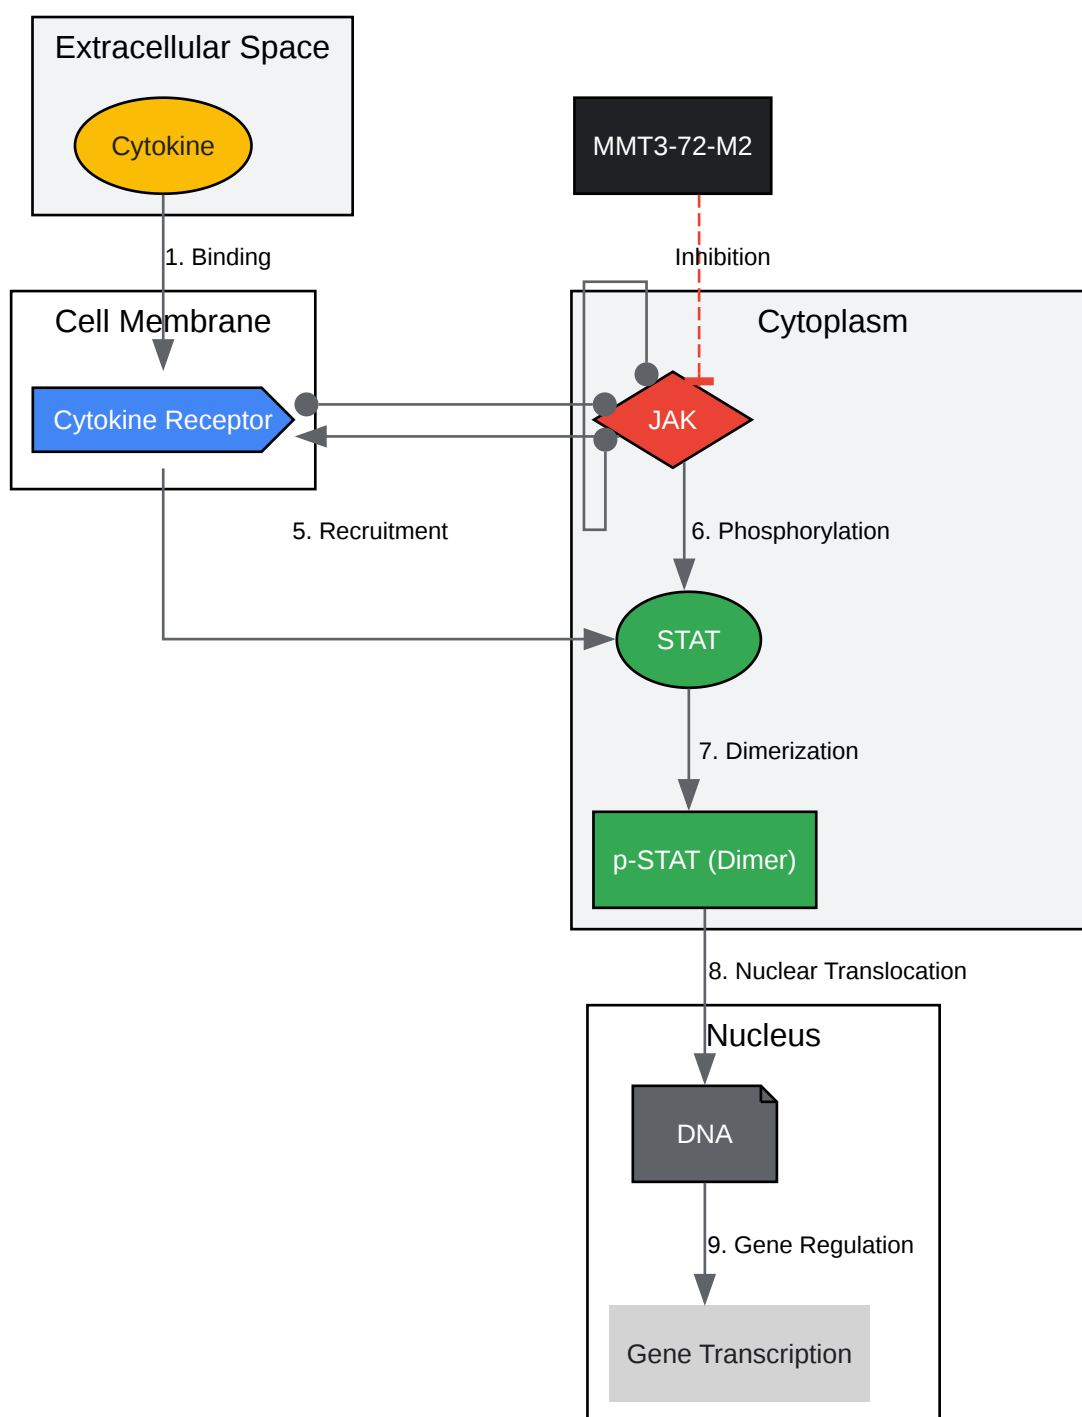 Extracellular Space
Cytokine
MMT3-72-M2
1. Binding
Inhibition
Cell Membrane
Cytoplasm
Cytokine Receptor
JAK
5. Recruitment
6. Phosphorylation
STAT
7. Dimerization
p-STAT (Dimer)
8. Nuclear Translocation
Nucleus
DNA
9. Gene Regulation
Gene Transcription